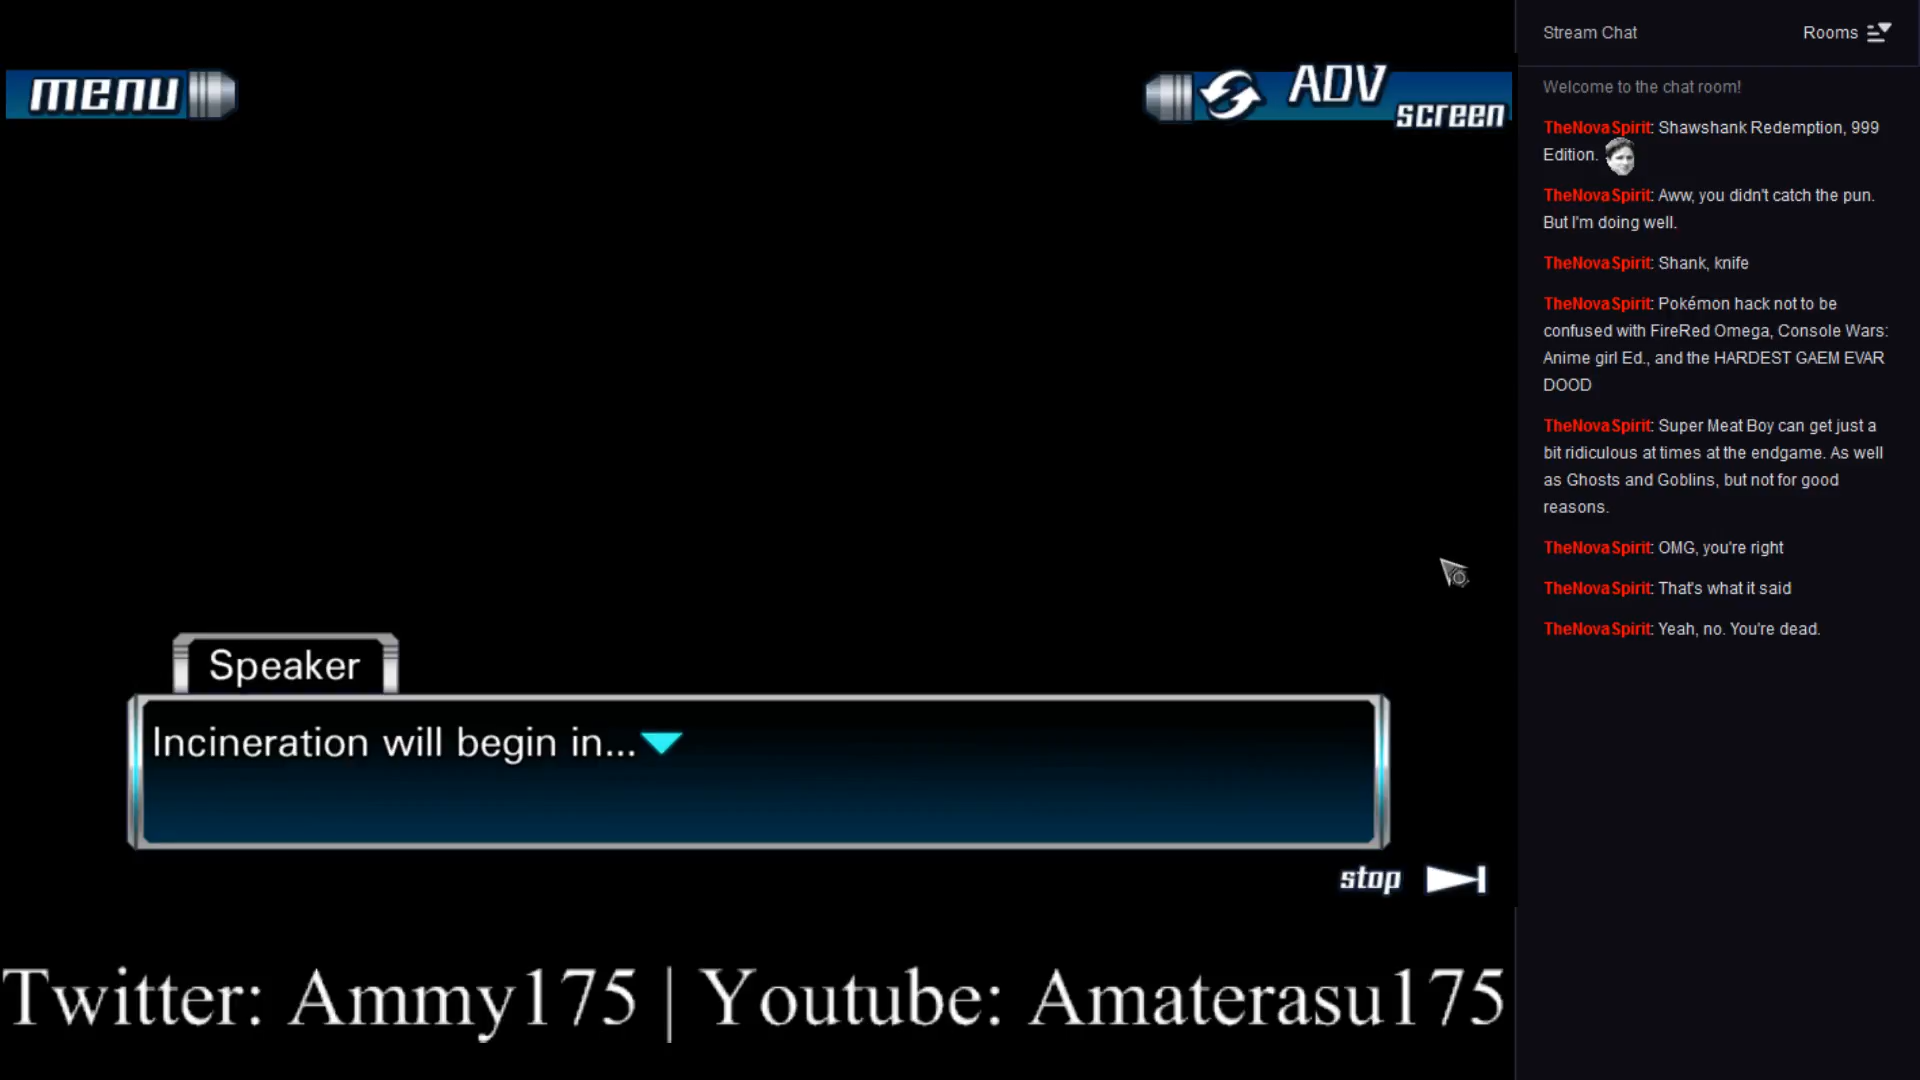 menu
ADV
screen
Speaker
Incineration will begin in...
stop
Twitter: Ammy175 | Youtube: Amaterasu175
Stream Chat
Rooms
Welcome to the chat room!
TheNovaSpirit: Shawshank Redemption, 999
Edition.
TheNovaSpirit: Aww, you didn't catch the pun.
But I'm doing well.
TheNovaSpirit: Shank, knife
TheNovaSpirit: Pokémon hack not to be
confused with FireRed Omega, Console Wars:
Anime girl Ed., and the HARDEST GAEM EVAR
DOOD
TheNovaSpirit: Super Meat Boy can get just a
bit ridiculous at times at the endgame. As well
as Ghosts and Goblins, but not for good
reasons.
TheNovaSpirit: OMG, you're right
TheNovaSpirit: That's what it said
TheNovaSpirit: Yeah, no. You're dead.